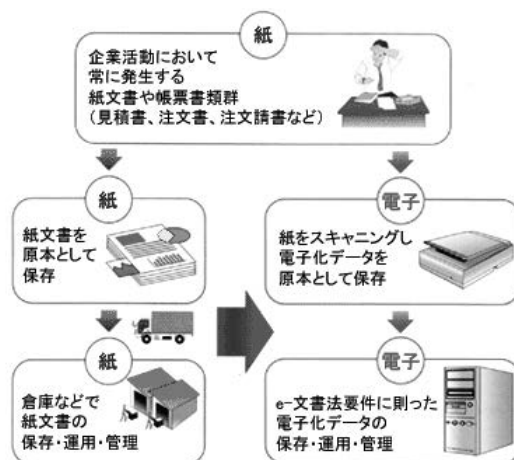 紙
企業活動において
常に発生する
紙文書や帳票書類群
(見積書、注文書、注文請書など)
紙
紙文書を
原本として
保存
電子
紙をスキャニングし
電子化データを
原本として保存
紙
倉庫などで
紙文書の
保存・運用・管理
電子
e-文書法要件に則った
電子化データの
保存・運用・管理